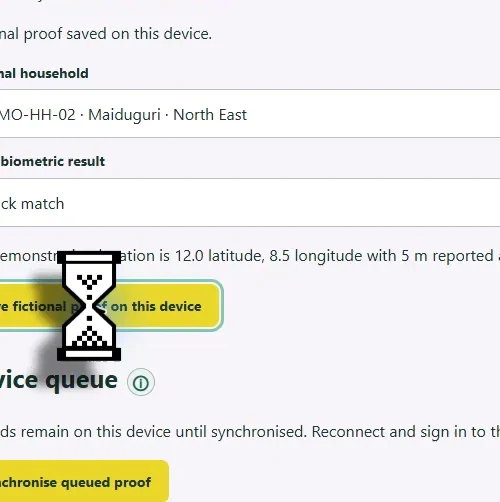 nal proof saved on this device.
nal household
MO-HH-02 · Maiduguri · North East
biometric result
ck match
emonstr ation is 12.0 latitude, 8.5 longitude with 5 m reported
e fictional p f on this device
vice queue
ds remain on this device until synchronised. Reconnect and sign in to th
chronise queued proof